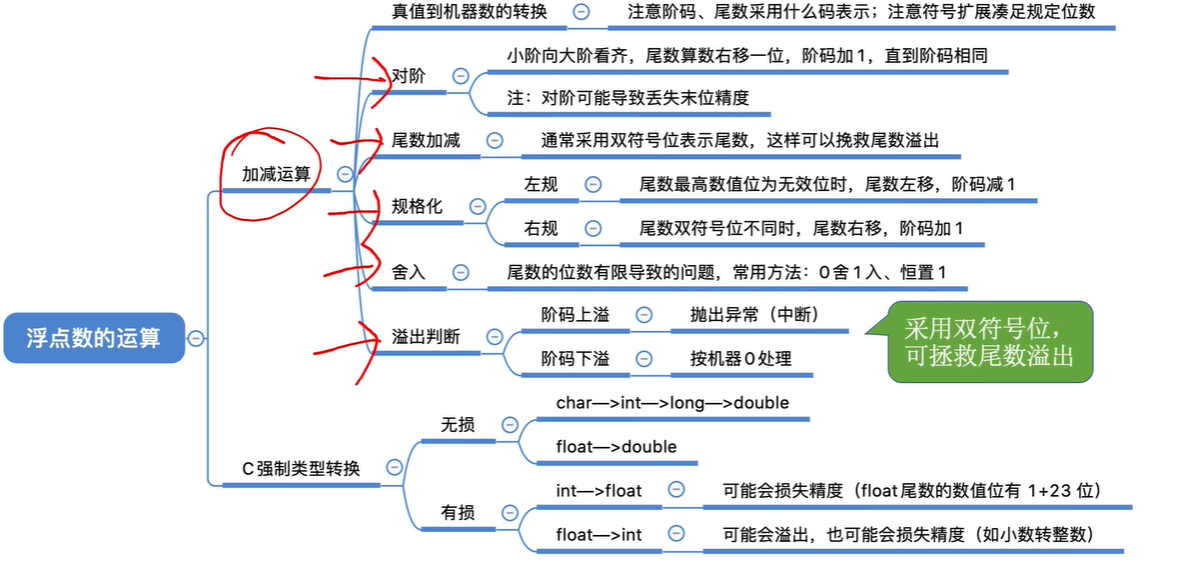 浮点数的运算
加减运算
真值到机器数的转换
注意阶码、尾数采用什么码表示；注意符号扩展凑足规定位数
对阶
小阶向大阶看齐，尾数算数右移一位，阶码加1，直到阶码相同
注：对阶可能导致丢失末位精度
尾数加减
通常采用双符号位表示尾数，这样可以挽救尾数溢出
规格化
左规
尾数最高数值位为无效位时，尾数左移，阶码减1
右规
尾数双符号位不同时，尾数右移，阶码加1
舍入
尾数的位数有限导致的问题，常用方法：0舍1入、恒置1
溢出判断
阶码上溢
抛出异常（中断）
阶码下溢
按机器0处理
采用双符号位，
可拯救尾数溢出
C强制类型转换
无损
char—>int—>long—>double
float—>double
有损
int—>float
可能会损失精度（float尾数的数值位有 1+23 位）
float—>int
可能会溢出，也可能会损失精度（如小数转整数）